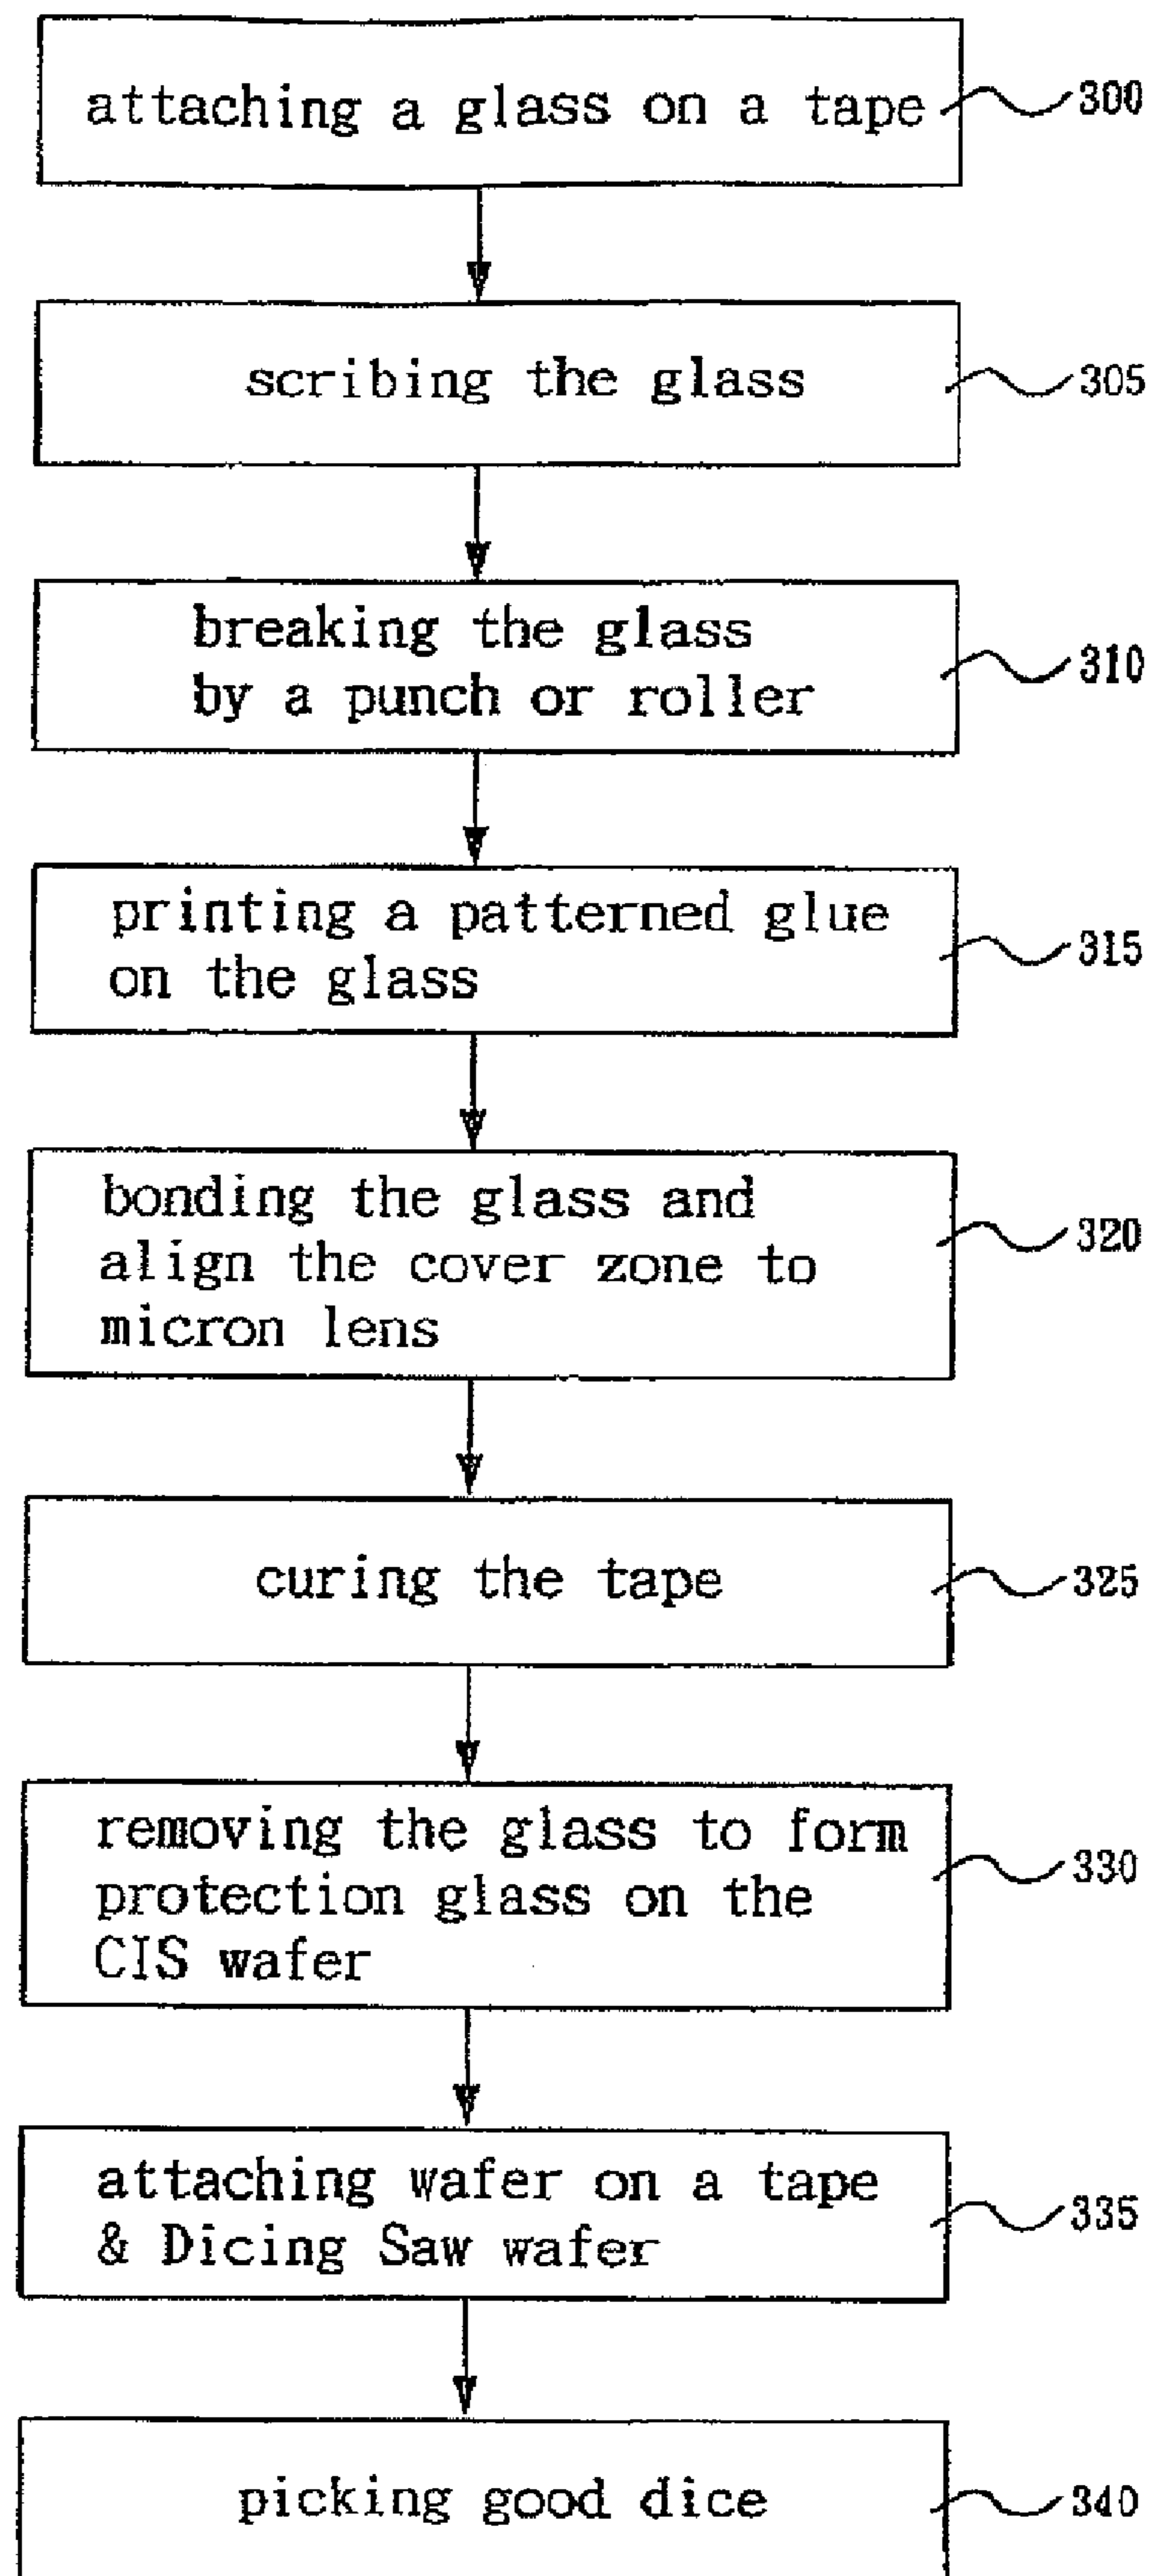 attaching a glass on a tape
300
scribing the glass
305
breaking the glass
by a punch or roller
310
printing a patterned glue
on the glass
315
bonding the glass and
align the cover zone to
micron lens
320
curing the tape
325
removing the glass to form
protection glass on the
CIS wafer
330
attaching wafer on a tape
& Dicing Saw wafer
335
picking good dice
340